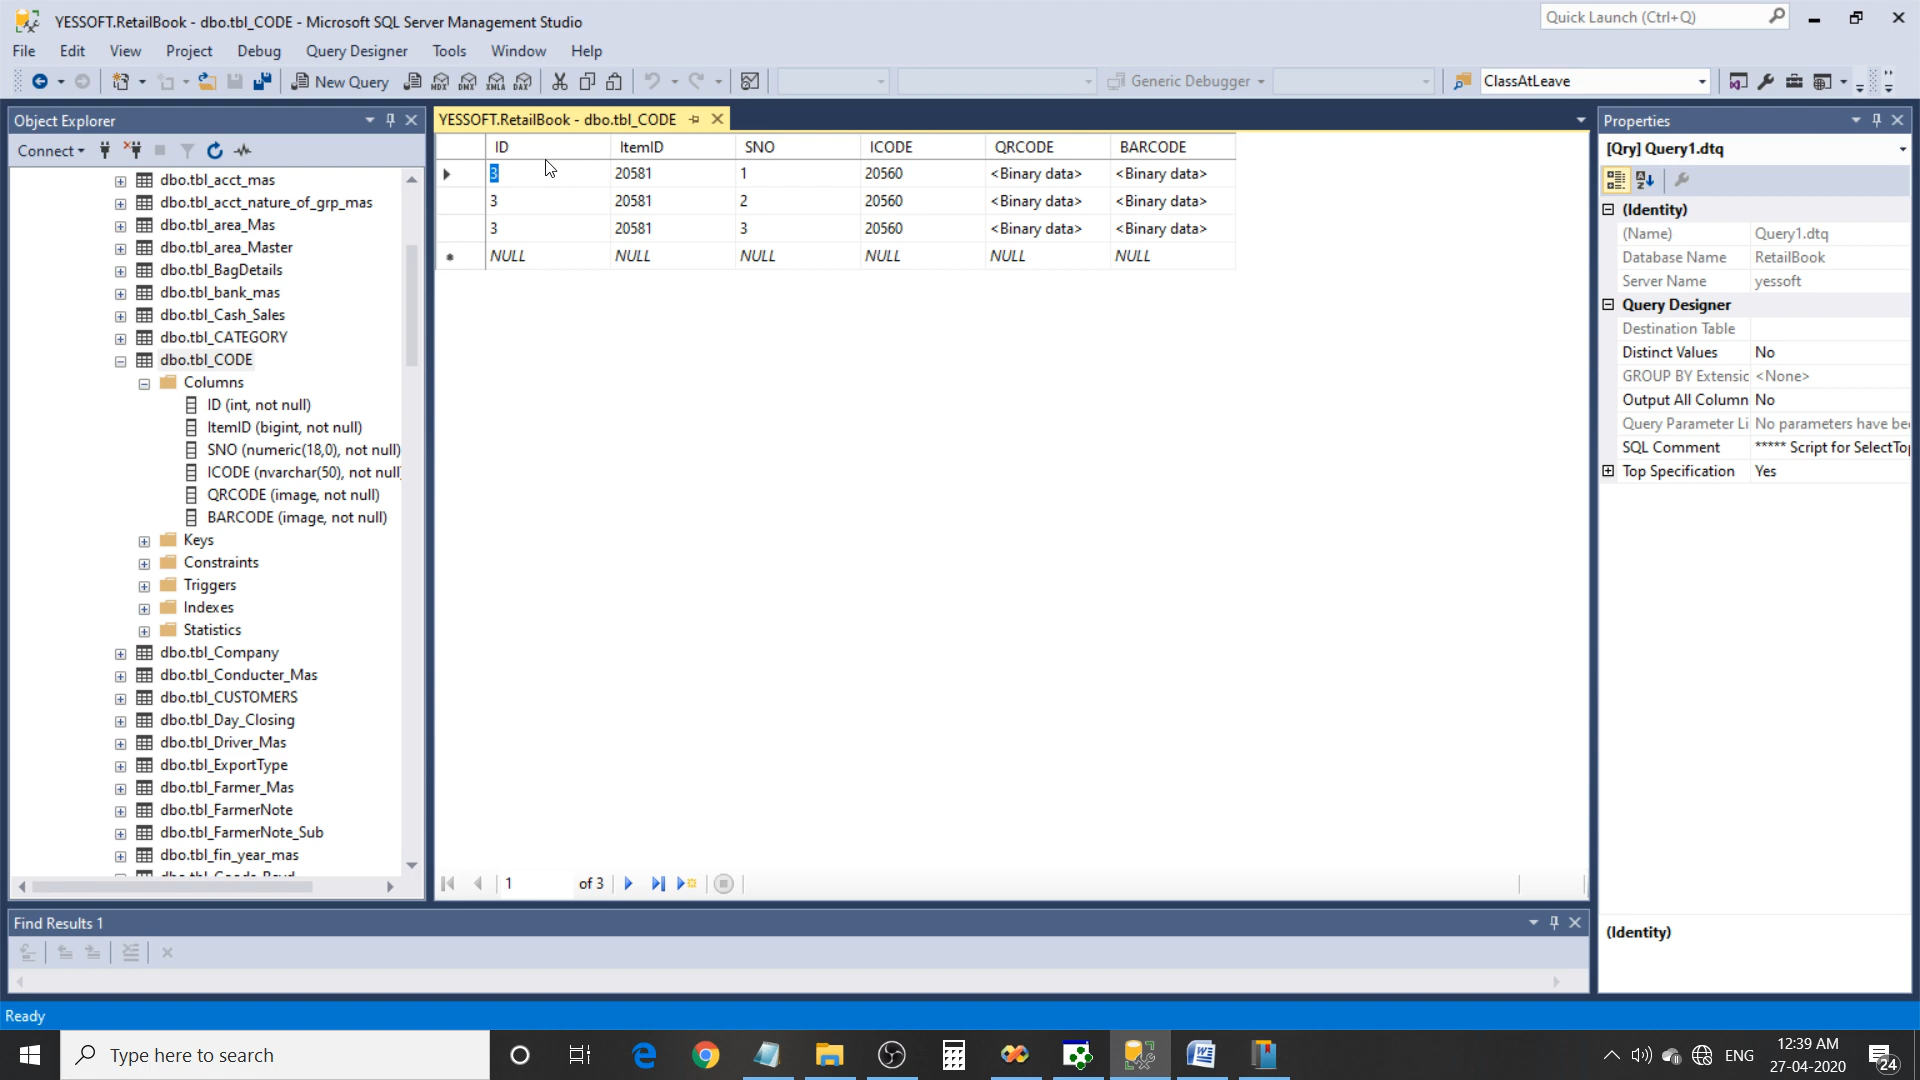 YESSOFT.RetailBook - dbo.tbl_CODE - Microsoft SQL Server Management Studio
Quick Launch (Ctrl+Q)
File Edit View Project Debug Query Designer Tools Window Help
New Query MDX DMX XMLA DAX Generic Debugger ClassAtLeave
Object Explorer
Connect
dbo.tbl_acct_mas
dbo.tbl_acct_nature_of_grp_mas
dbo.tbl_area_Mas
dbo.tbl_area_Master
dbo.tbl_BagDetails
dbo.tbl_bank_mas
dbo.tbl_Cash_Sales
dbo.tbl_CATEGORY
dbo.tbl_CODE
Columns
ID (int, not null)
ItemID (bigint, not null)
SNO (numeric(18,0), not null)
ICODE (nvarchar(50), not null
QRCODE (image, not null)
BARCODE (image, not null)
Keys
Constraints
Triggers
Indexes
Statistics
dbo.tbl_Company
dbo.tbl_Conducter_Mas
dbo.tbl_CUSTOMERS
dbo.tbl_Day_Closing
dbo.tbl_Driver_Mas
dbo.tbl_ExportType
dbo.tbl_Farmer_Mas
dbo.tbl_FarmerNote
dbo.tbl_FarmerNote_Sub
dbo.tbl_fin_year_mas
YESSOFT.RetailBook - dbo.tbl_CODE
ID ItemID SNO ICODE QRCODE BARCODE
3 20581 1 20560 <Binary data> <Binary data>
3 20581 2 20560 <Binary data> <Binary data>
3 20581 3 20560 <Binary data> <Binary data>
NULL NULL NULL NULL NULL NULL
1 of 3
Properties
[Qry] Query1.dtq
(Identity)
(Name) Query1.dtq
Database Name RetailBook
Server Name yessoft
Query Designer
Destination Table
Distinct Values No
GROUP BY Extensic <None>
Output All Column No
Query Parameter Li No parameters have bee
SQL Comment ***** Script for SelectTop
Top Specification Yes
(Identity)
Find Results 1
Ready
Type here to search
ENG
12:39 AM
27-04-2020
24